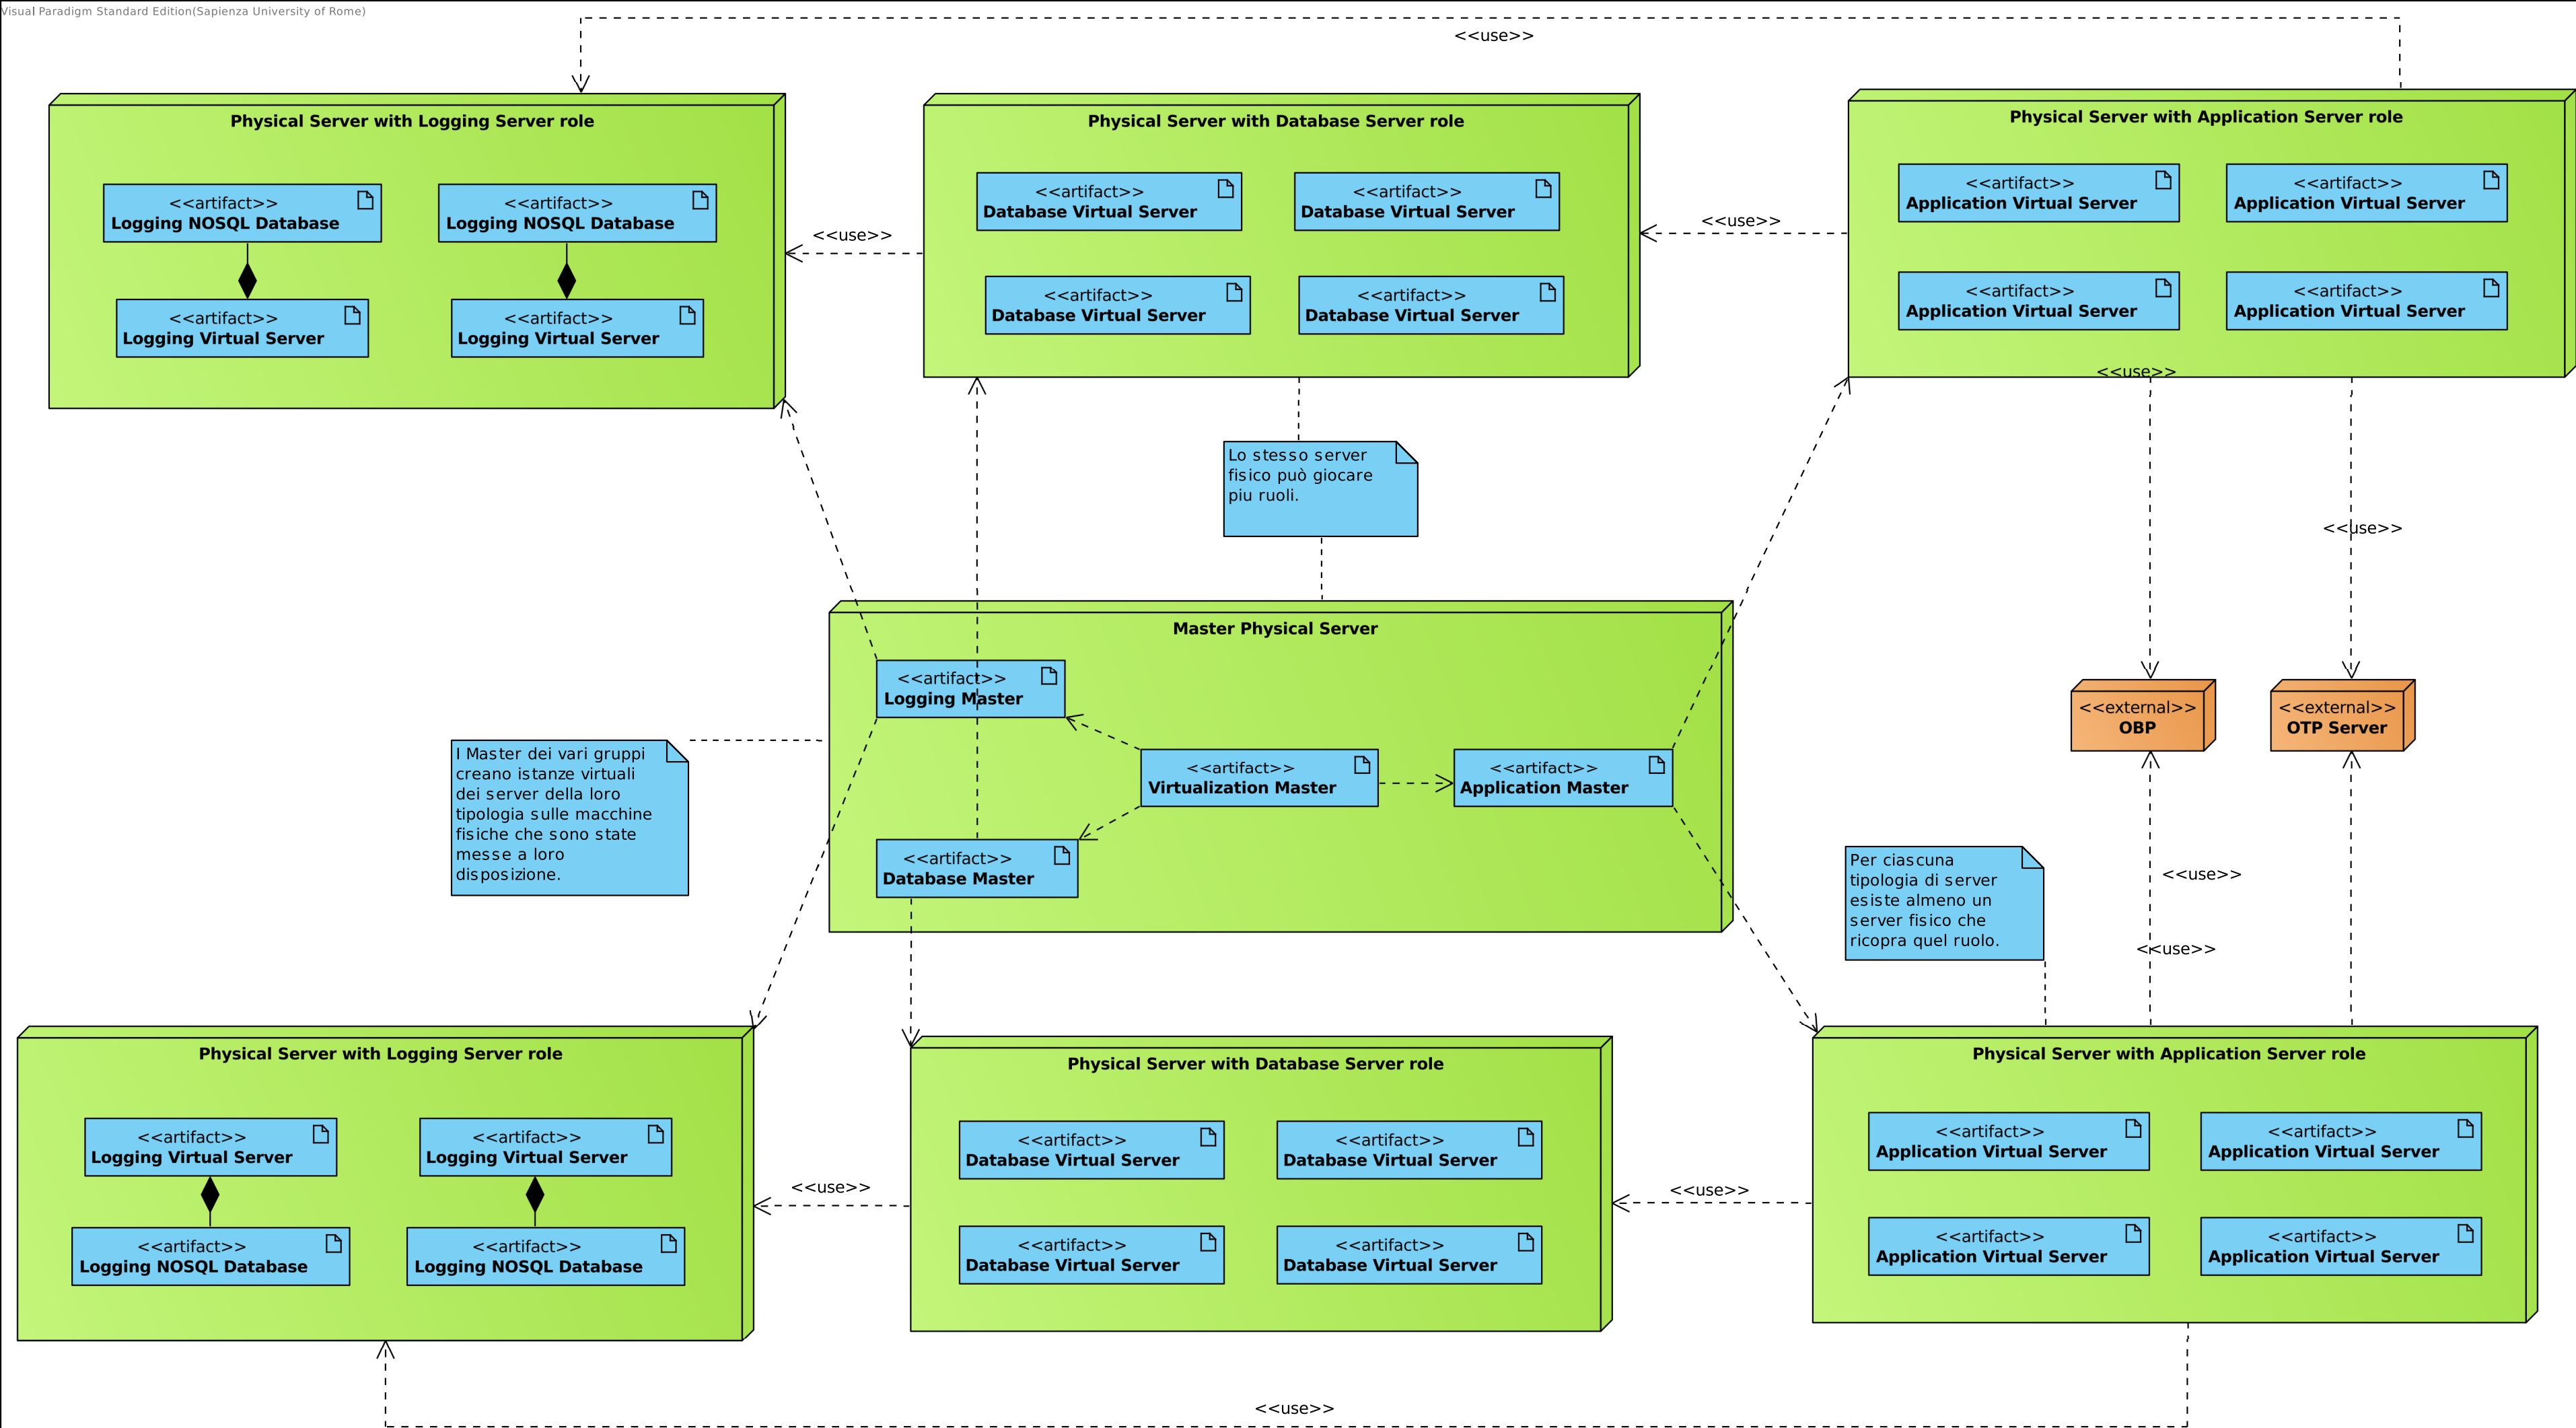 Visual Paradigm Standard Edition(Sapienza University of Rome)
<<use>>
Physical Server with Logging Server role
<<artifact>>
Logging NOSQL Database
<<artifact>>
Logging NOSQL Database
<<artifact>>
Logging Virtual Server
<<artifact>>
Logging Virtual Server
<<use>>
Physical Server with Database Server role
<<artifact>>
Database Virtual Server
<<artifact>>
Database Virtual Server
<<artifact>>
Database Virtual Server
<<artifact>>
Database Virtual Server
<<use>>
Physical Server with Application Server role
<<artifact>>
Application Virtual Server
<<artifact>>
Application Virtual Server
<<artifact>>
Application Virtual Server
<<artifact>>
Application Virtual Server
<<use>>
<<use>>
Lo stesso server
fisico può giocare
piu ruoli.
Master Physical Server
<<artifact>>
Logging Master
<<artifact>>
Virtualization Master
<<artifact>>
Application Master
<<artifact>>
Database Master
I Master dei vari gruppi
creano istanze virtuali
dei server della loro
tipologia sulle macchine
fisiche che sono state
messe a loro
disposizione.
<<external>>
OBP
<<external>>
OTP Server
Per ciascuna
tipologia di server
esiste almeno un
server fisico che
ricopra quel ruolo.
<<use>>
<<use>>
Physical Server with Logging Server role
<<artifact>>
Logging Virtual Server
<<artifact>>
Logging Virtual Server
<<artifact>>
Logging NOSQL Database
<<artifact>>
Logging NOSQL Database
<<use>>
Physical Server with Database Server role
<<artifact>>
Database Virtual Server
<<artifact>>
Database Virtual Server
<<artifact>>
Database Virtual Server
<<artifact>>
Database Virtual Server
<<use>>
Physical Server with Application Server role
<<artifact>>
Application Virtual Server
<<artifact>>
Application Virtual Server
<<artifact>>
Application Virtual Server
<<artifact>>
Application Virtual Server
<<use>>